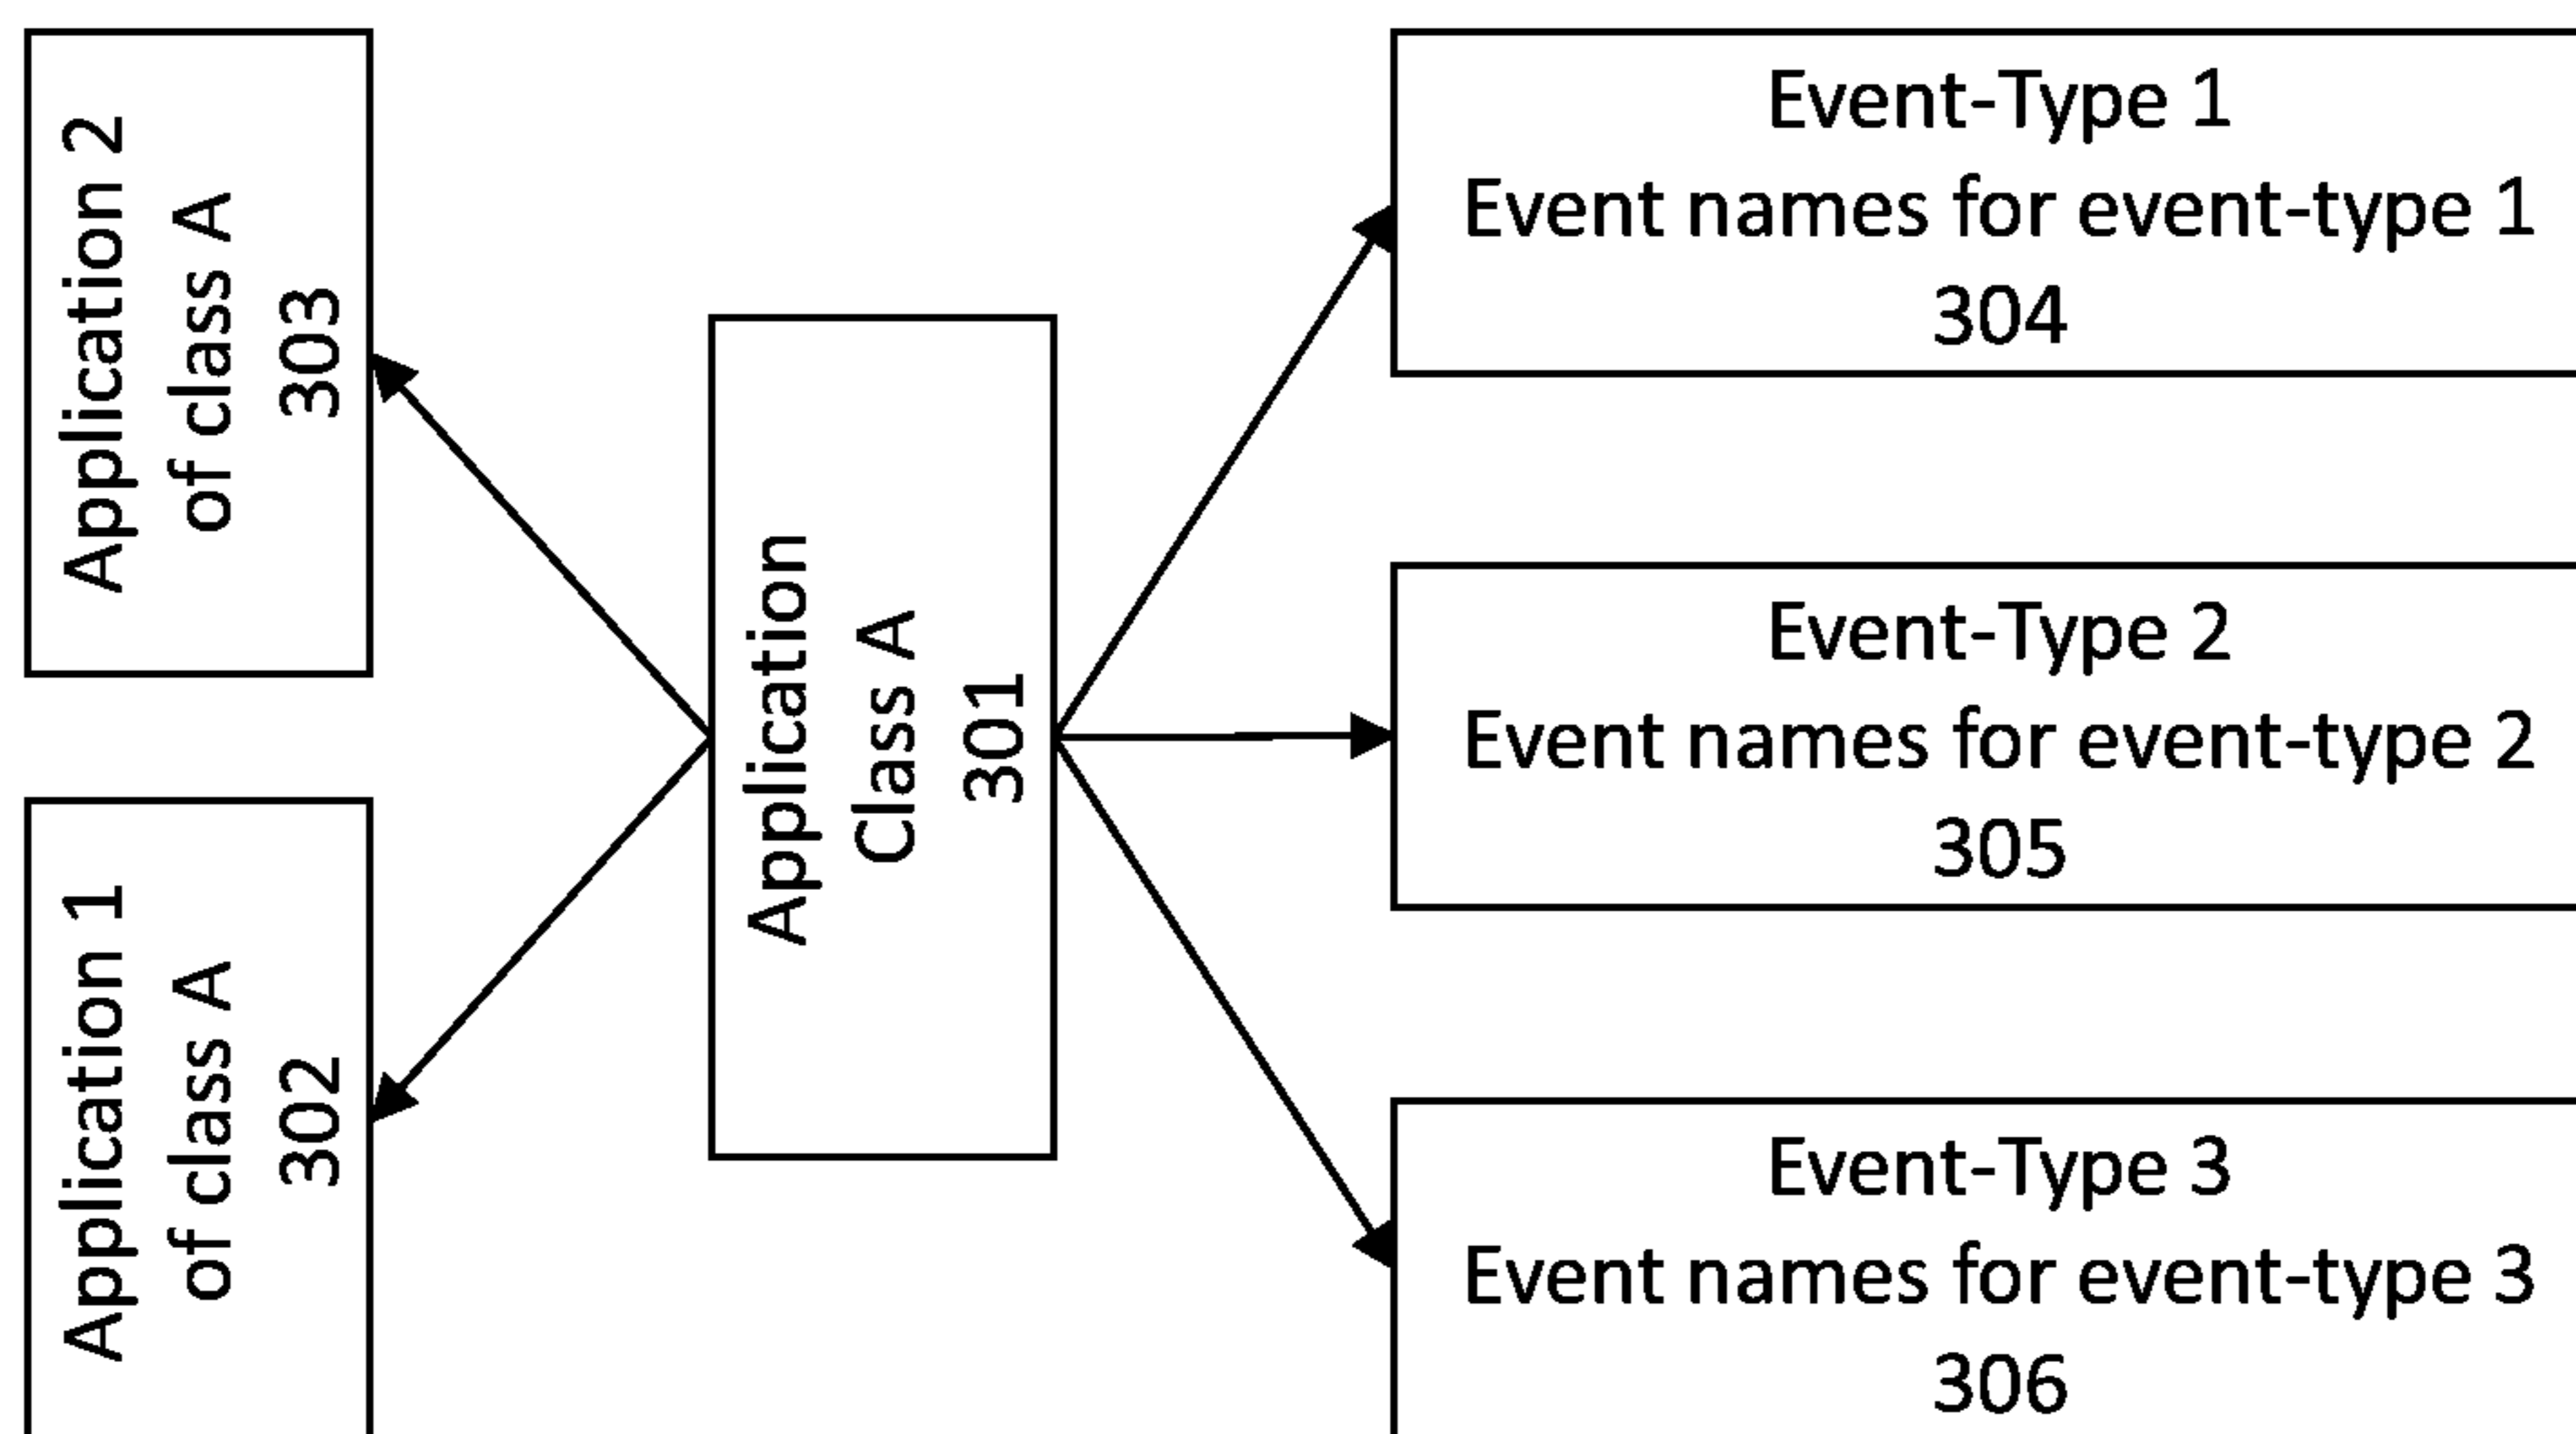 Application 2
of class A
303
Application 1
of class A
302
Application
Class A
301
Event-Type 1
Event names for event-type 1
304
Event-Type 2
Event names for event-type 2
305
Event-Type 3
Event names for event-type 3
306